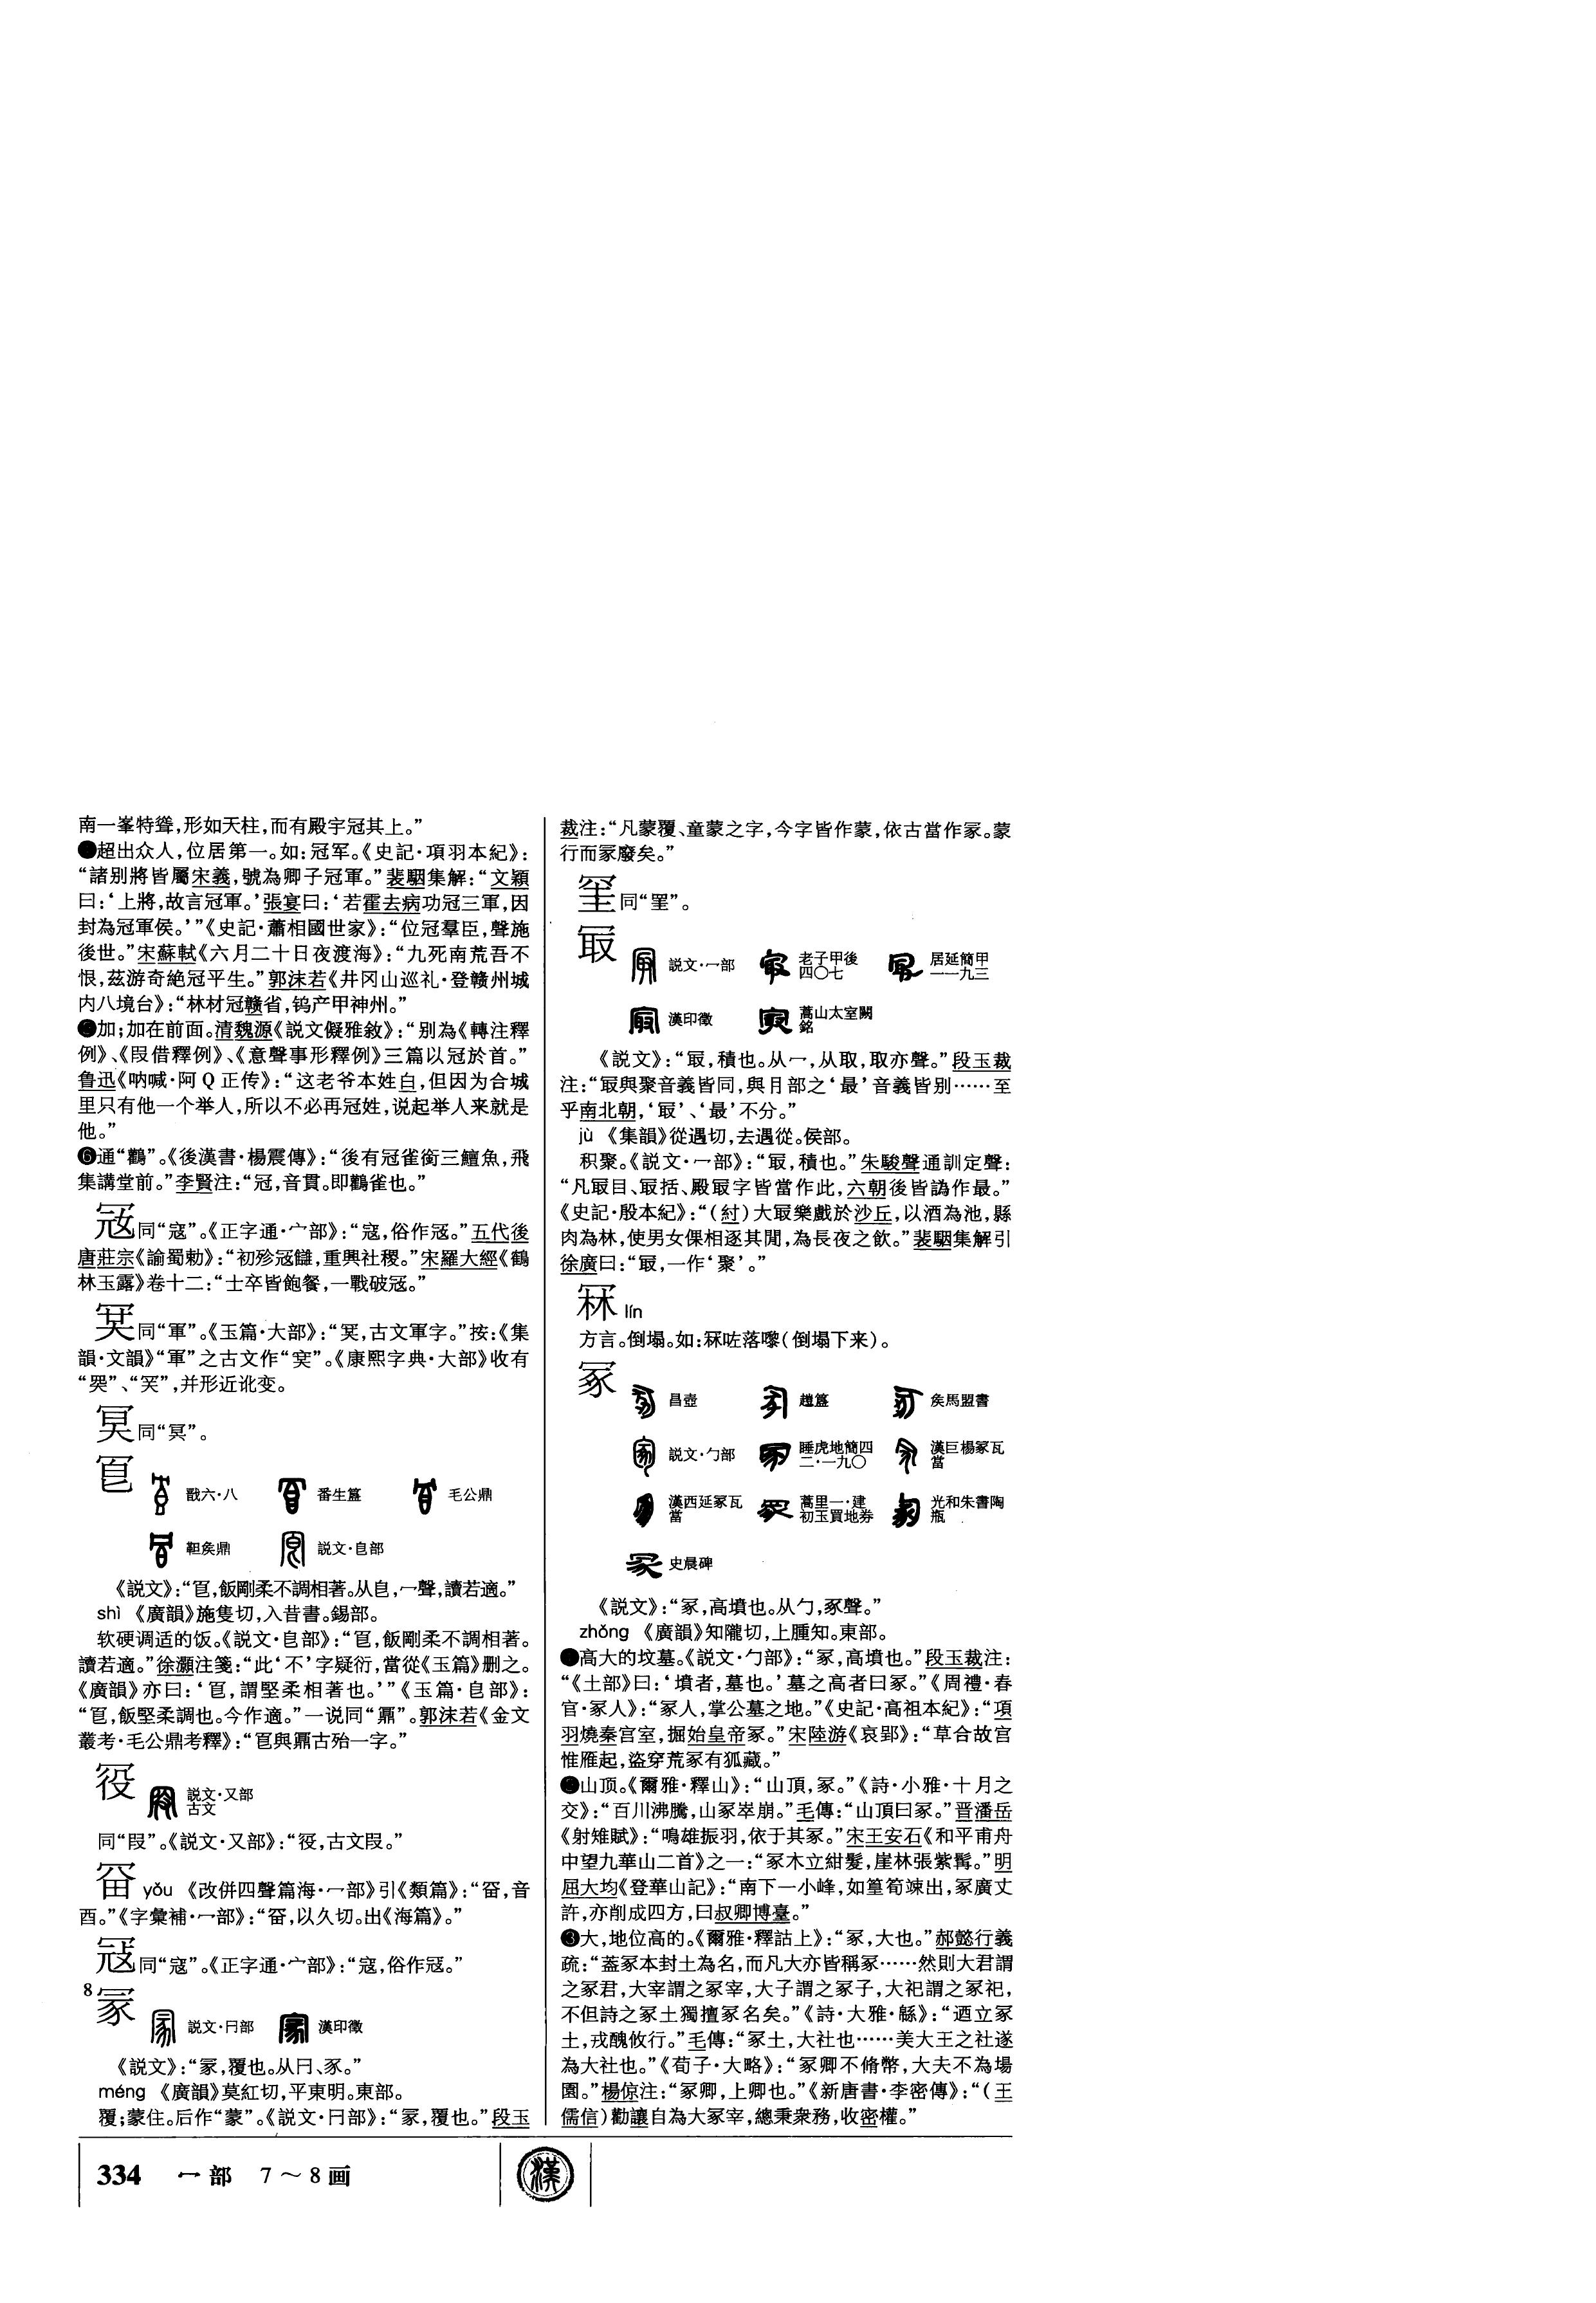 南一峯特聳，形如天柱，而有殿宇冠其上。”
超出众人，位居第一。如：冠军。《史記·項羽本紀》：
“諸别將皆屬宋義，號為卿子冠軍。”裴駰集解：“文穎
曰：‘上將，故言冠軍。’張宴曰：‘若霍去病功冠三軍，因
封為冠軍侯。’”《史記·蕭相國世家》：“位冠羣臣，聲施
後世。”宋蘇軾《六月二十日夜渡海》：“九死南荒吾不
恨，茲游奇絶冠平生。”郭沫若《井冈山巡礼·登赣州城
内八境台》：“林材冠赣省，钨产甲神州。”
加；加在前面。清魏源《説文儗雅敘》：“别為《轉注釋
例》、《叚借釋例》、《意聲事形釋例》三篇以冠於首。”
鲁迅《呐喊·阿Q正传》：“这老爷本姓白，但因为合城
里只有他一个举人，所以不必再冠姓，说起举人来就是
他。”
❻通“鸛”。《後漢書·楊震傳》：“後有冠雀銜三鱣魚，飛
集講堂前。”李賢注：“冠，音貫。即鸛雀也。”
同“寇”。《正字通·宀部》：“寇，俗作㓂。”五代後
唐莊宗《諭蜀勅》：“初殄㓂讎，重興社稷。”宋羅大經《鶴
林玉露》卷十二：“士卒皆飽餐，一戰破㓂。”
同“軍”。《玉篇·大部》：“，古文軍字。”按：《集
韻·文韻》“軍”之古文作“”。《康熙字典·大部》收有
“”、“”，并形近讹变。
同“冥”。
㿝
戬六·八 番生簋 毛公鼎
靼矦鼎 説文·皀部
《説文》：“㿝，飯剛柔不調相著。从皀，冖聲，讀若適。”
shì 《廣韻》施隻切，入昔書。錫部。
软硬调适的饭。《説文·皀部》：“㿝，飯剛柔不調相著。
讀若適。”徐灝注箋：“此‘不’字疑衍，當從《玉篇》删之。
《廣韻》亦曰：‘㿝，謂堅柔相著也。’”《玉篇·皀部》：
“㿝，飯堅柔調也。今作適。”一说同“鼏”。郭沫若《金文
叢考·毛公鼎考釋》：“㿝與鼏古殆一字。”
説文·又部
古文
同“叚”。《説文·又部》：“，古文叚。”
yǒu 《改併四聲篇海·冖部》引《類篇》：“，音
酉。”《字彙補·冖部》：“，以久切。出《海篇》。”
同“寇”。《正字通·宀部》：“寇，俗作。”
8
冡
説文·冃部 漢印徵
《説文》：“冡，覆也。从冃、豕。”
méng 《廣韻》莫紅切，平東明。東部。
覆；蒙住。后作“蒙”。《説文·冃部》：“冡，覆也。”段玉
裁注：“凡蒙覆、童蒙之字，今字皆作蒙，依古當作冡。蒙
行而冡廢矣。”
同“”。
冣
説文·冖部 老子甲後四〇七 居延簡甲一一九三
漢印徵 嵩山太室闕銘
《説文》：“冣，積也。从冖，从取，取亦聲。”段玉裁
注：“冣與聚音義皆同，與冃部之‘最’音義皆别……至
乎南北朝，‘冣’、‘最’不分。”
jù 《集韻》從遇切，去遇從。侯部。
积聚。《説文·冖部》：“冣，積也。”朱駿聲通訓定聲：
“凡冣目、冣括、殿冣字皆當作此，六朝後皆譌作最。”
《史記·殷本紀》：“（紂）大冣樂戲於沙丘，以酒為池，縣
肉為林，使男女倮相逐其閒，為長夜之飲。”裴駰集解引
徐廣曰：“冣，一作‘聚’。”
冧 lín
方言。倒塌。如：冧咗落嚟（倒塌下来）。
冢
昌壺 趞簋 矦馬盟書
説文·勹部 睡虎地簡四二·一九〇 漢巨楊冢瓦當
漢西延冢瓦當 蒿里一·建初玉買地券 光和朱書陶瓶
史晨碑
《説文》：“冢，高墳也。从勹，豖聲。”
zhǒng 《廣韻》知隴切，上腫知。東部。
高大的坟墓。《説文·勹部》：“冢，高墳也。”段玉裁注：
“《土部》曰：‘墳者，墓也。’墓之高者曰冢。”《周禮·春
官·冢人》：“冢人，掌公墓之地。”《史記·高祖本紀》：“項
羽燒秦宫室，掘始皇帝冢。”宋陸游《哀郢》：“草合故宫
惟雁起，盗穿荒冢有狐藏。”
山顶。《爾雅·釋山》：“山頂，冢。”《詩·小雅·十月之
交》：“百川沸騰，山冢崒崩。”毛傳：“山頂曰冢。”晋潘岳
《射雉賦》：“鳴雄振羽，依于其冢。”宋王安石《和平甫舟
中望九華山二首》之一：“冢木立紺髮，崖林張紫髯。”明
屈大均《登華山記》：“南下一小峰，如篁筍竦出，冢廣丈
許，亦削成四方，曰叔卿博臺。”
❸大，地位高的。《爾雅·釋詁上》：“冢，大也。”郝懿行義
疏：“蓋冢本封土為名，而凡大亦皆稱冢……然則大君謂
之冢君，大宰謂之冢宰，大子謂之冢子，大祀謂之冢祀，
不但詩之冢土獨擅冢名矣。”《詩·大雅·緜》：“迺立冢
土，戎醜攸行。”毛傳：“冢土，大社也……美大王之社遂
為大社也。”《荀子·大略》：“冢卿不脩幣，大夫不為場
園。”楊倞注：“冢卿，上卿也。”《新唐書·李密傳》：“（王
儒信）勸讓自為大冢宰，總秉衆務，收密權。”
334 冖部 7～8画
漢